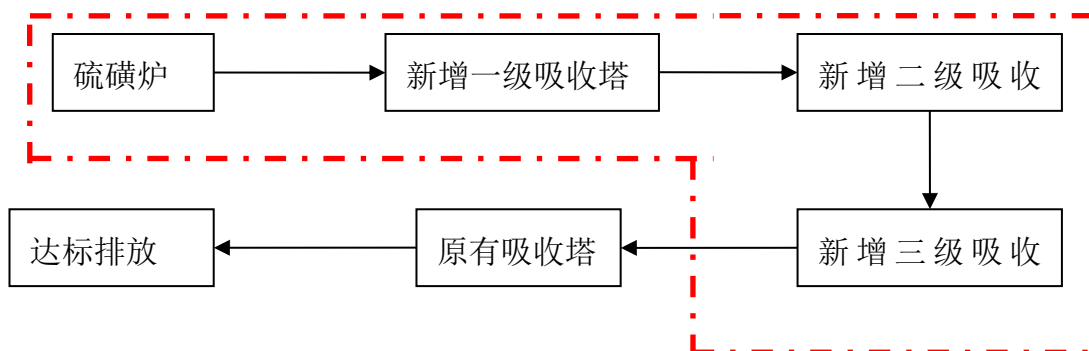 硫磺炉
新增一级吸收塔
新增二级吸收
达标排放
原有吸收塔
新增三级吸收